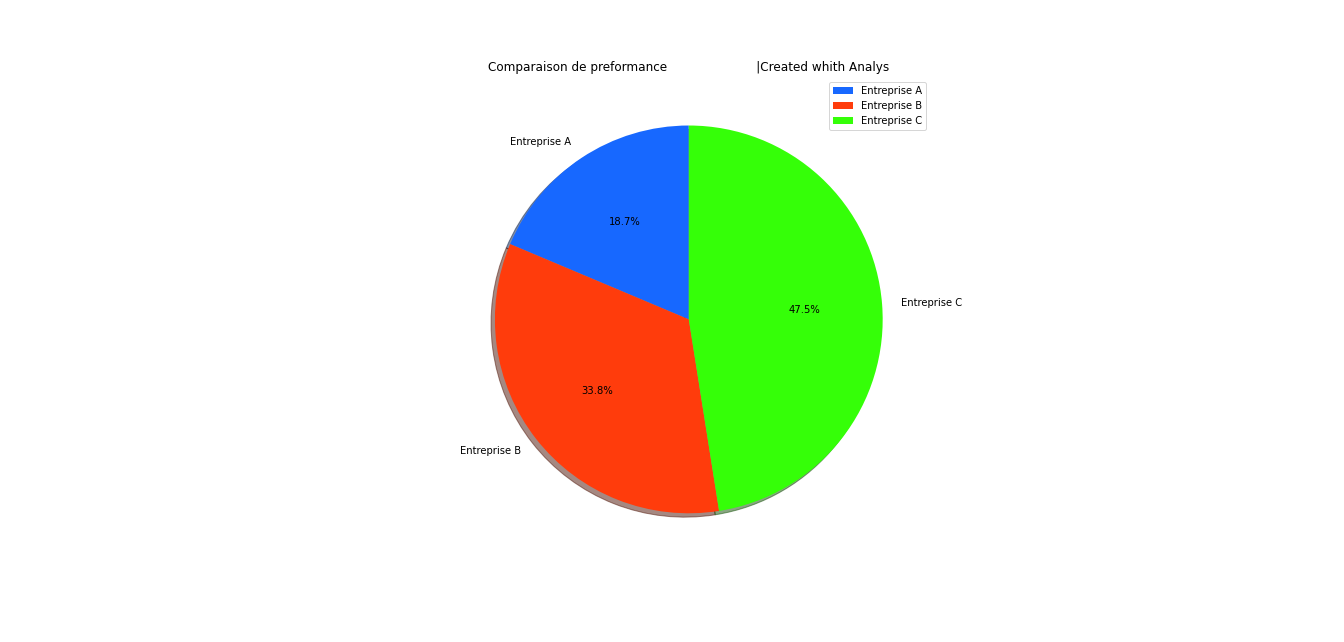 Comparaison de preformance |Created whith Analys
Entreprise A
Entreprise B
Entreprise C
Entreprise A
18.7%
Entreprise C
47.5%
33.8%
Entreprise B